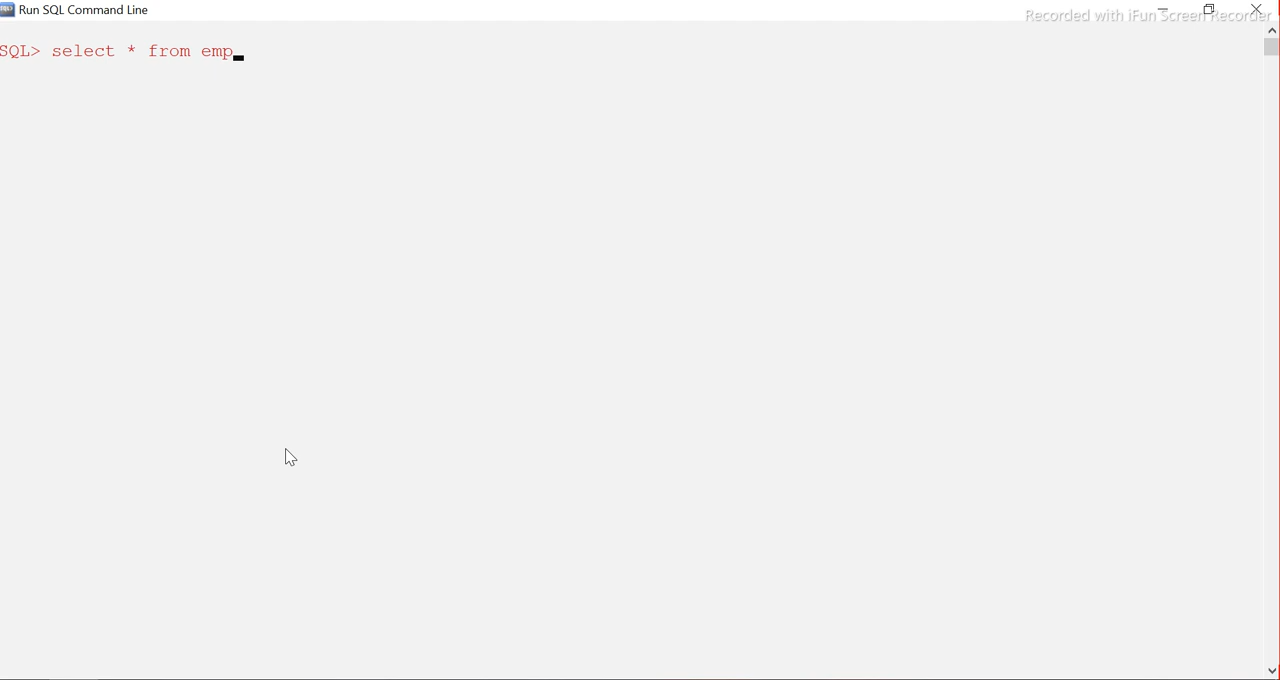 Run SQL Command Line
Recorded with iFun Screen Recorder
SQL> select * from emp